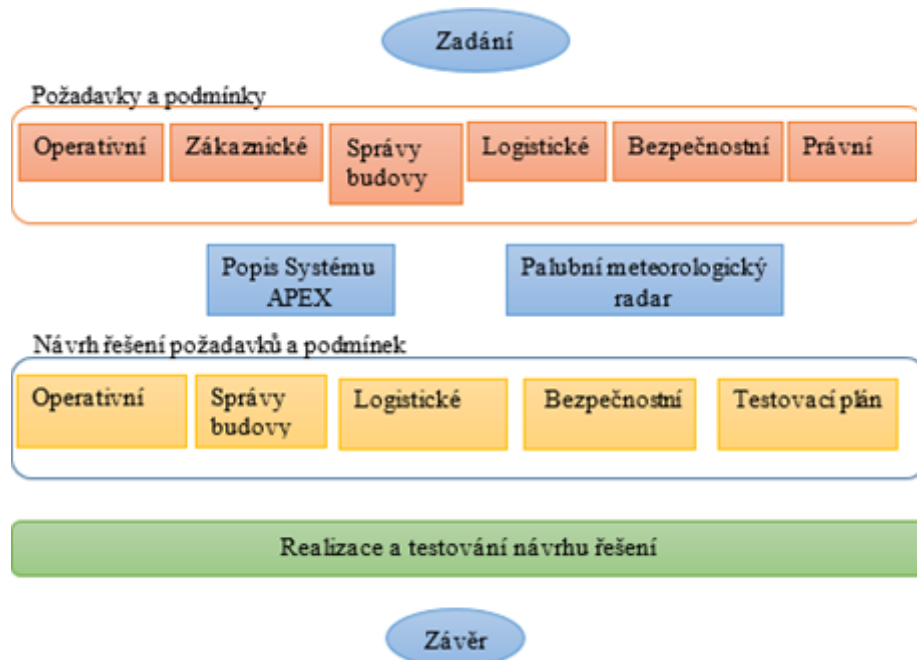 Zadání
Požadavky a podmínky
Operativní
Zákaznické
Správy
budovy
Logistické
Bezpečnostní
Právní
Popis Systému
APEX
Palubní meteorologický
radar
Návrh řešení požadavků a podmínek
Operativní
Správy
budovy
Logistické
Bezpečnostní
Testovací plán
Realizace a testování návrhu řešení
Závěr